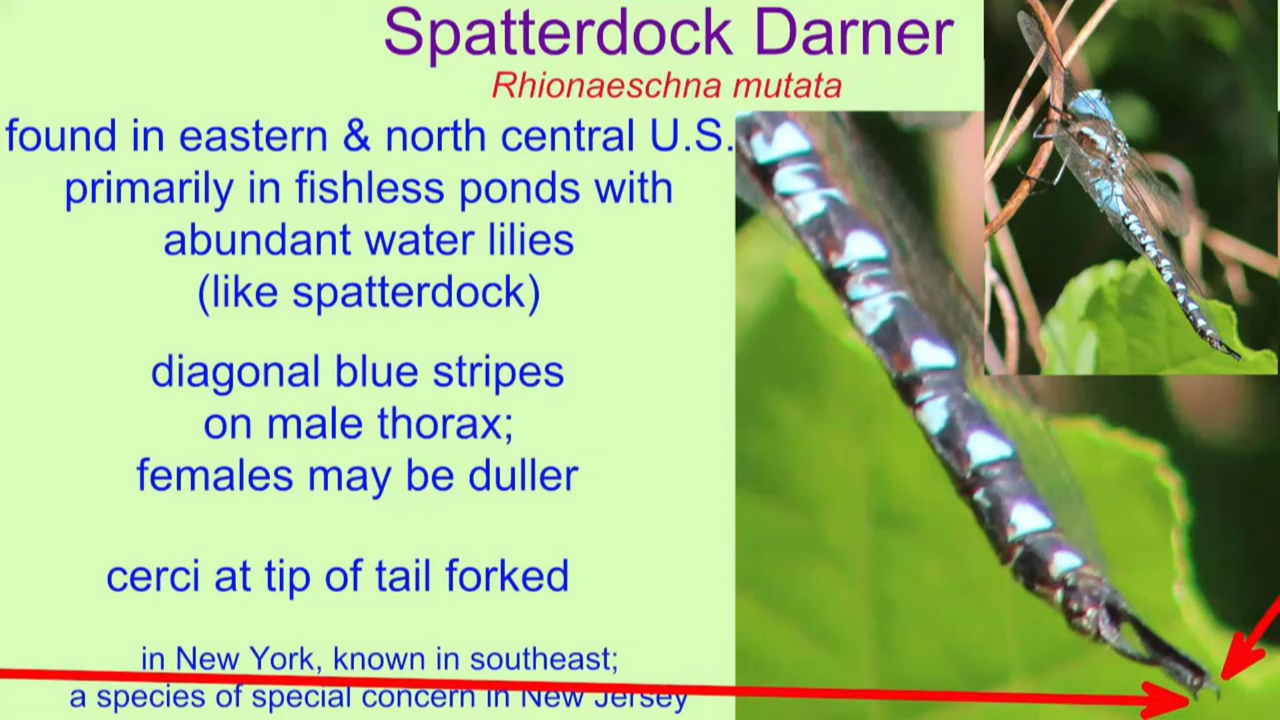 Spatterdock Darner
Rhionaeschna mutata
found in eastern & north central U.S.
primarily in fishless ponds with
abundant water lilies
(like spatterdock)
diagonal blue stripes
on male thorax;
females may be duller
cerci at tip of tail forked
in New York, known in southeast;
a species of special concern in New Jersey